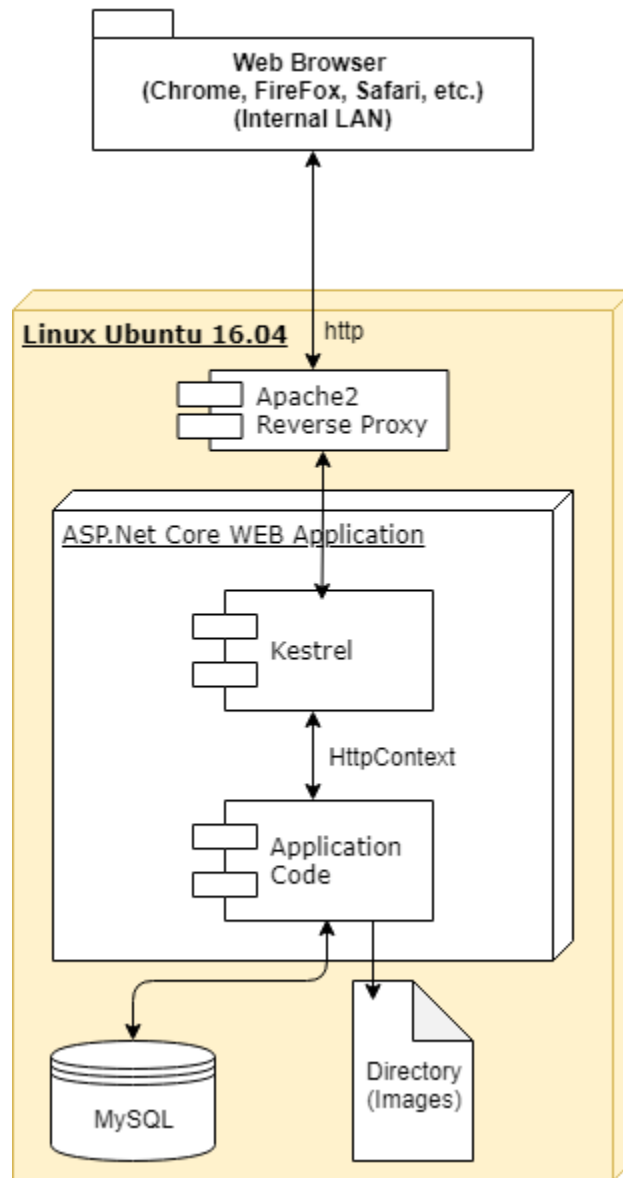 Web Browser
(Chrome, FireFox, Safari, etc.)
(Internal LAN)
Linux Ubuntu 16.04
http
Apache2
Reverse Proxy
ASP.Net Core WEB Application
Kestrel
HttpContext
Application
Code
MySQL
Directory
(Images)